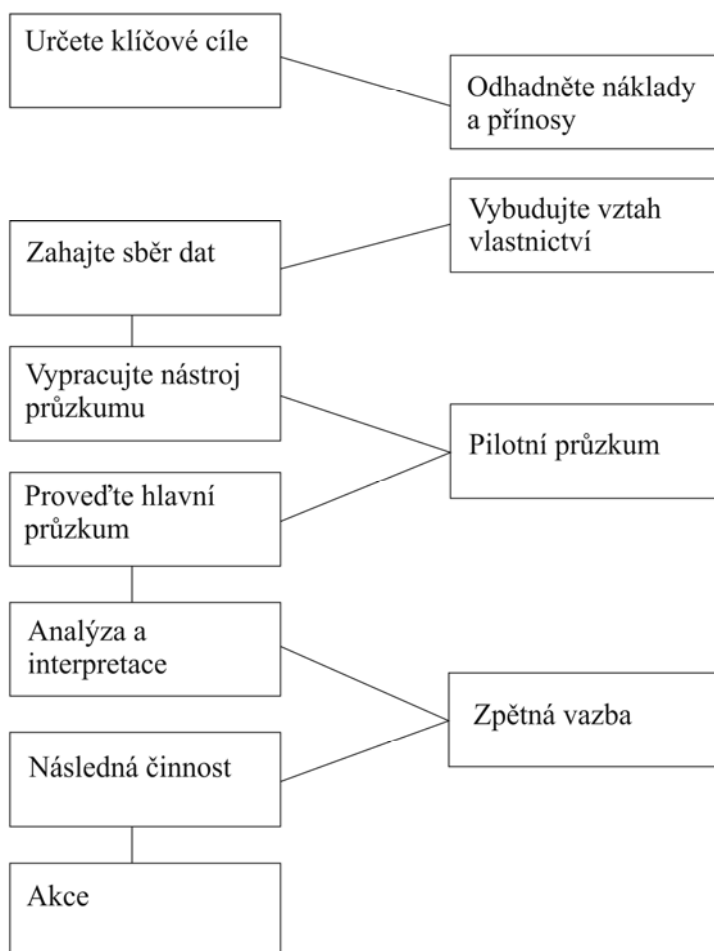 Určete klíčové cíle
Odhadněte náklady
a přínosy
Vybudujte vztah
vlastnictví
Zahajte sběr dat
Vypracujte nástroj
průzkumu
Pilotní průzkum
Proveďte hlavní
průzkum
Analýza a
interpretace
Zpětná vazba
Následná činnost
Akce